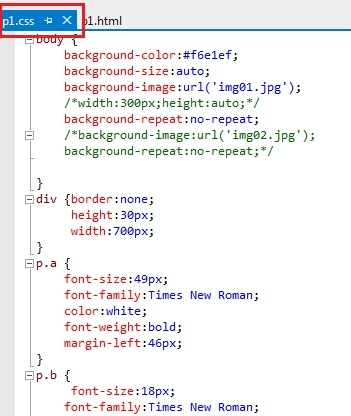 p1.css p1.html
body {
background-color:#f6e1ef;
background-size:auto;
background-image:url('img01.jpg');
/*width:300px;height:auto;*/
background-repeat:no-repeat;
/*background-image:url('img02.jpg');
background-repeat:no-repeat;*/
}
div {border:none;
height:30px;
width:700px;
}
p.a {
font-size:49px;
font-family:Times New Roman;
color:white;
font-weight:bold;
margin-left:46px;
}
p.b {
font-size:18px;
font-family:Times New Roman;